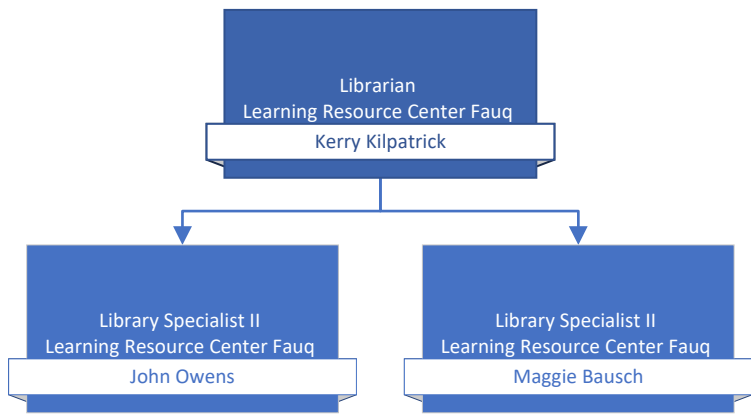 Librarian
Learning Resource Center Fauq
Kerry Kilpatrick
Library Specialist II
Learning Resource Center Fauq
John Owens
Library Specialist II
Learning Resource Center Fauq
Maggie Bausch